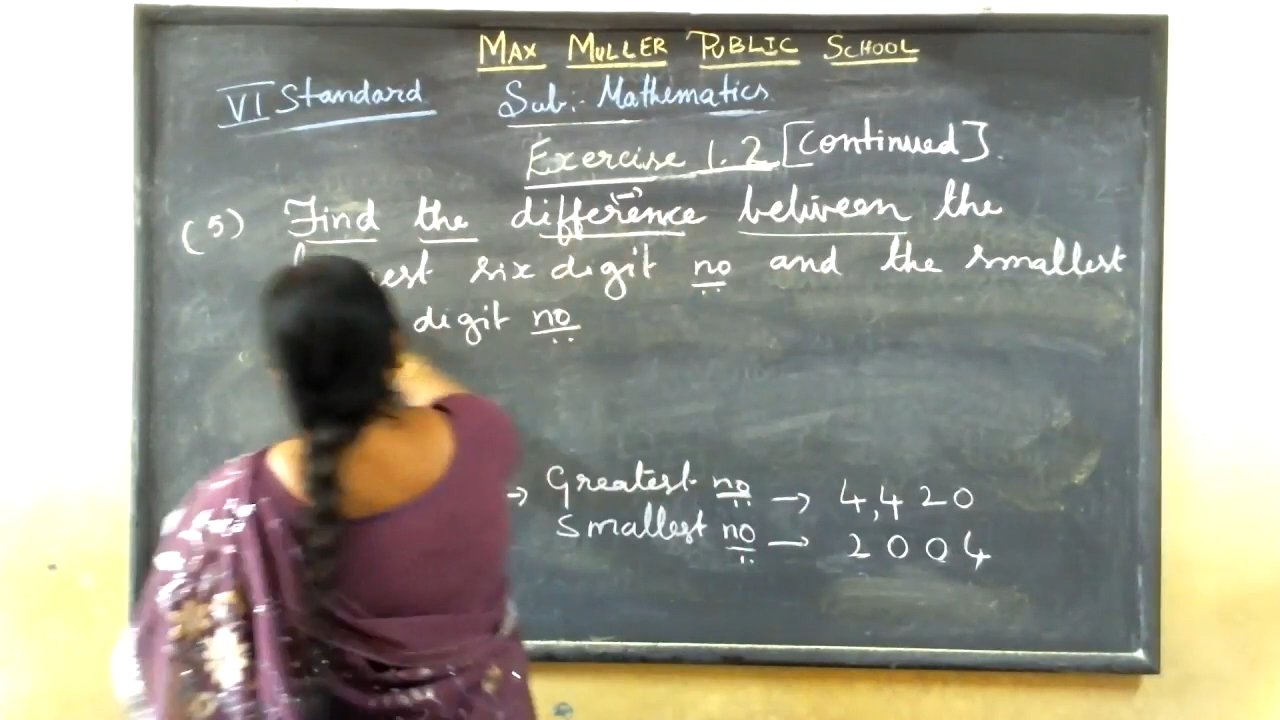 MAX MULLER PUBLIC SCHOOL
VI Standard Sub:- Mathematics
Exercise 1.2 [Continued].
(5) Find the difference between the
six digit no and the smallest
digit no
→ Greatest no → 4,420
Smallest no → 2004